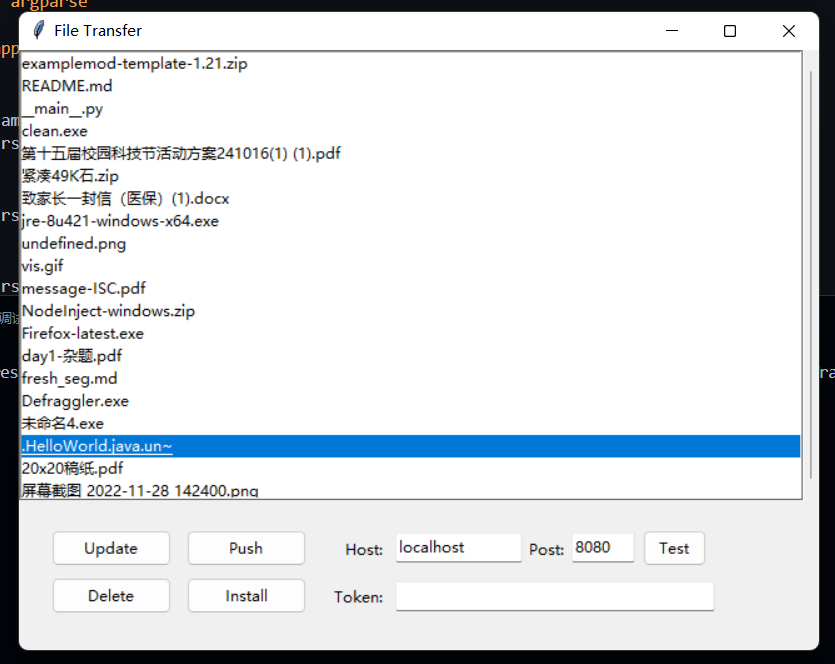 argparse
File Transfer
examplemod-template-1.21.zip
README.md
__main__.py
clean.exe
第十五届校园科技节活动方案241016(1) (1).pdf
紧凑49K石.zip
致家长一封信（医保）(1).docx
jre-8u421-windows-x64.exe
undefined.png
vis.gif
message-ISC.pdf
NodeInject-windows.zip
Firefox-latest.exe
day1-杂题.pdf
fresh_seg.md
Defraggler.exe
未命名4.exe
.HelloWorld.java.un~
20x20稿纸.pdf
屏幕截图 2022-11-28 142400.png
Update Push Host: localhost Post: 8080 Test
Delete Install Token: